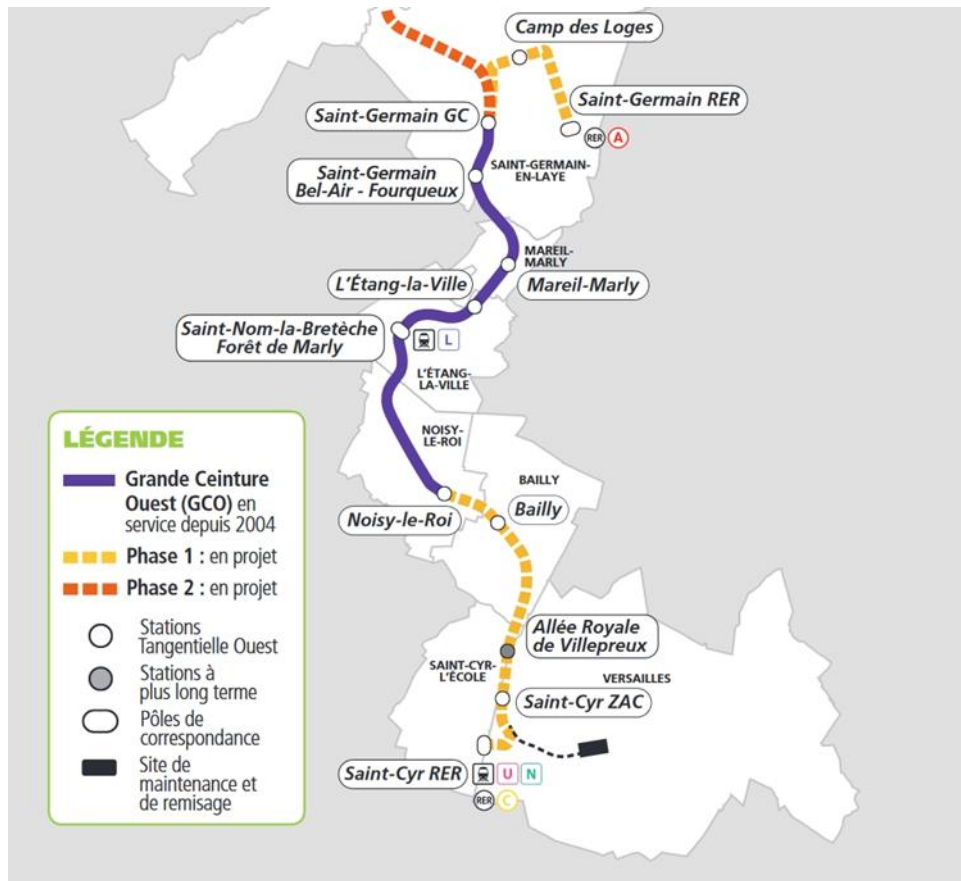 Camp des Loges
Saint-Germain RER
RER A
Saint-Germain GC
SAINT-GERMAIN-
EN-LAYE
Saint-Germain
Bel-Air - Fourqueux
MAREIL-
MARLY
Mareil-Marly
L'Étang-la-Ville
Saint-Nom-la-Bretèche
Forêt de Marly
L
L'ÉTANG-
LA-VILLE
NOISY-
LE-ROI
BAILLY
Bailly
Noisy-le-Roi
Allée Royale
de Villepreux
SAINT-CYR-
L'ÉCOLE
VERSAILLES
Saint-Cyr ZAC
Saint-Cyr RER
U N
RER C
LÉGENDE
Grande Ceinture
Ouest (GCO) en
service depuis 2004
Phase 1 : en projet
Phase 2 : en projet
Stations
Tangentielle Ouest
Stations à
plus long terme
Pôles de
correspondance
Site de
maintenance et
de remisage